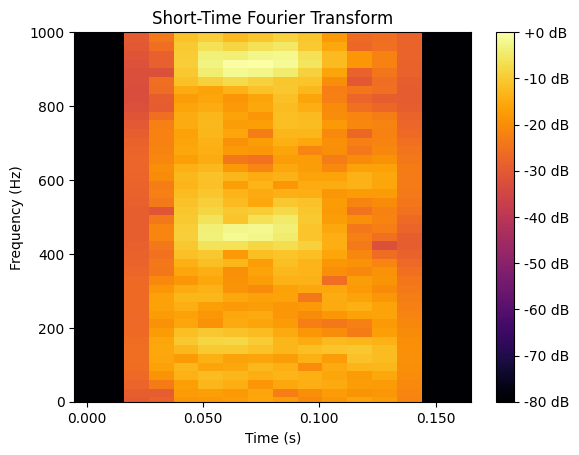 Short-Time Fourier Transform
1000
800
600
400
200
0
Frequency (Hz)
0.000
0.050
0.100
0.150
Time (s)
+0 dB
-10 dB
-20 dB
-30 dB
-40 dB
-50 dB
-60 dB
-70 dB
-80 dB